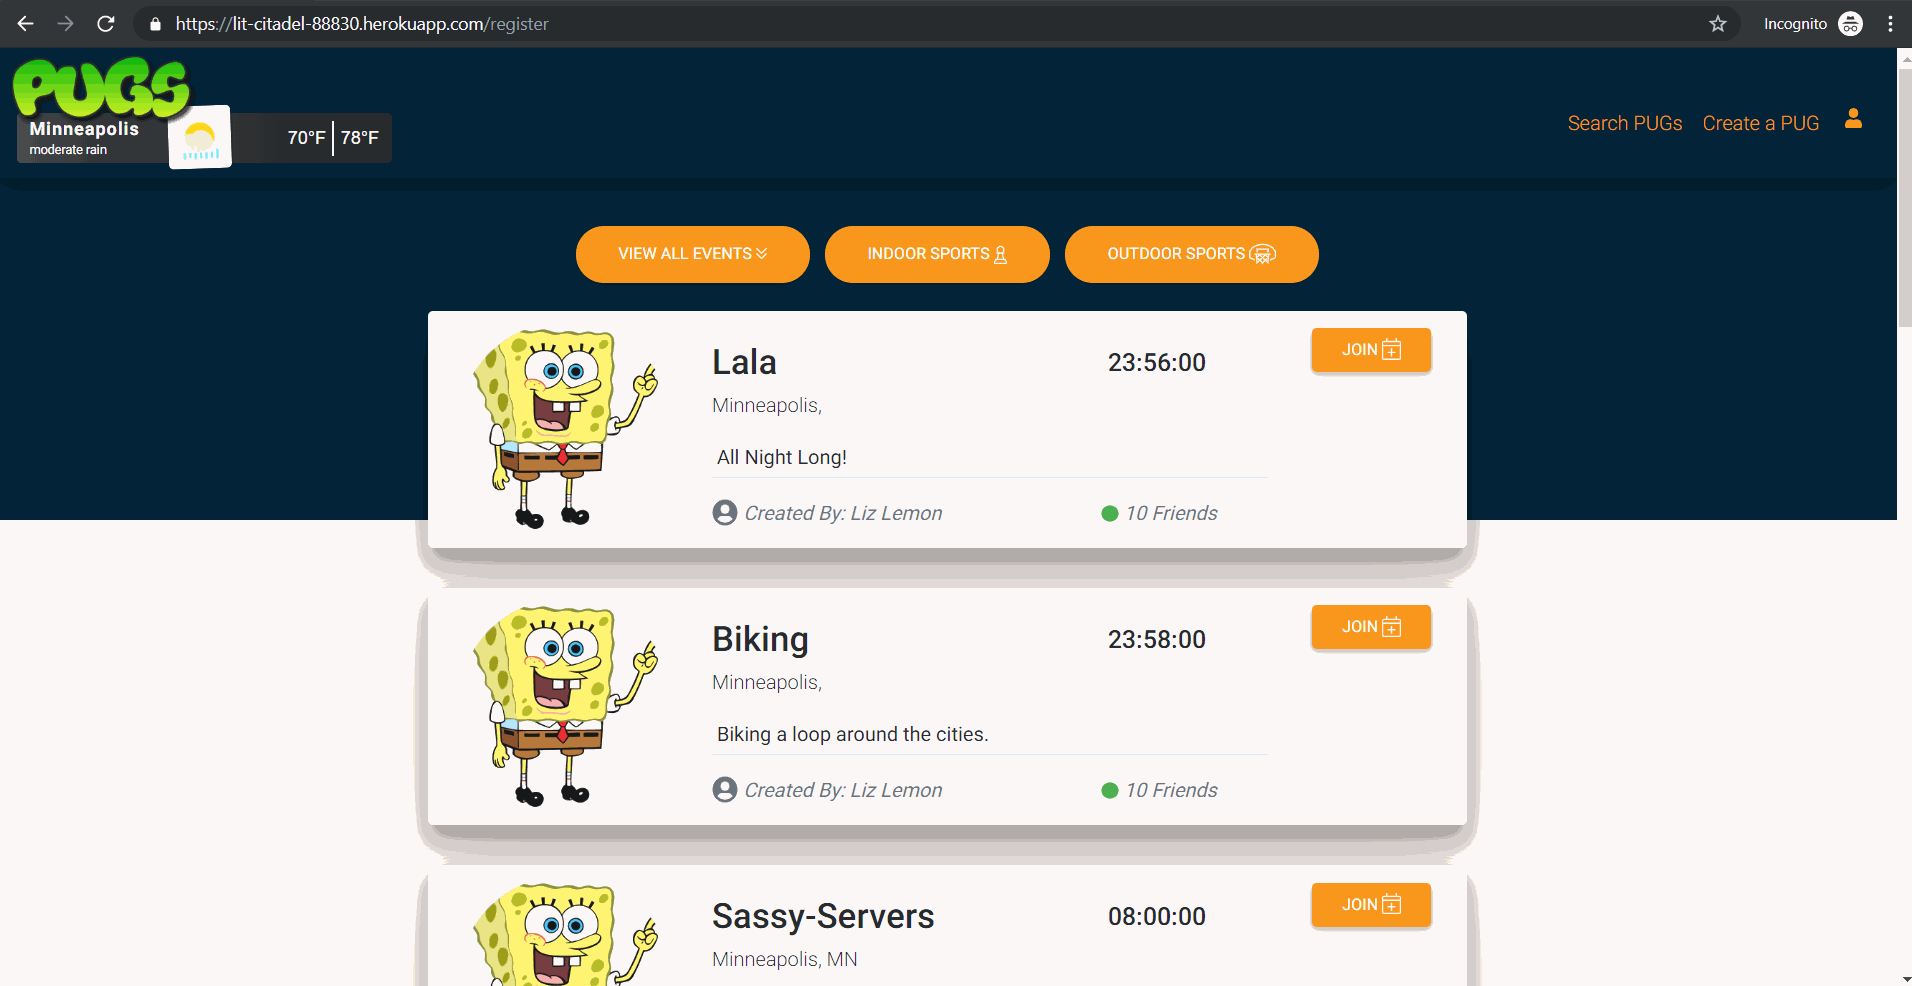 https://lit-citadel-88830.herokuapp.com/register
Incognito
PUGS
Minneapolis
moderate rain
70°F | 78°F
Search PUGs
Create a PUG
VIEW ALL EVENTS
INDOOR SPORTS
OUTDOOR SPORTS
Lala
23:56:00
JOIN
Minneapolis,
All Night Long!
Created By: Liz Lemon
10 Friends
Biking
23:58:00
JOIN
Minneapolis,
Biking a loop around the cities.
Created By: Liz Lemon
10 Friends
Sassy-Servers
08:00:00
JOIN
Minneapolis, MN